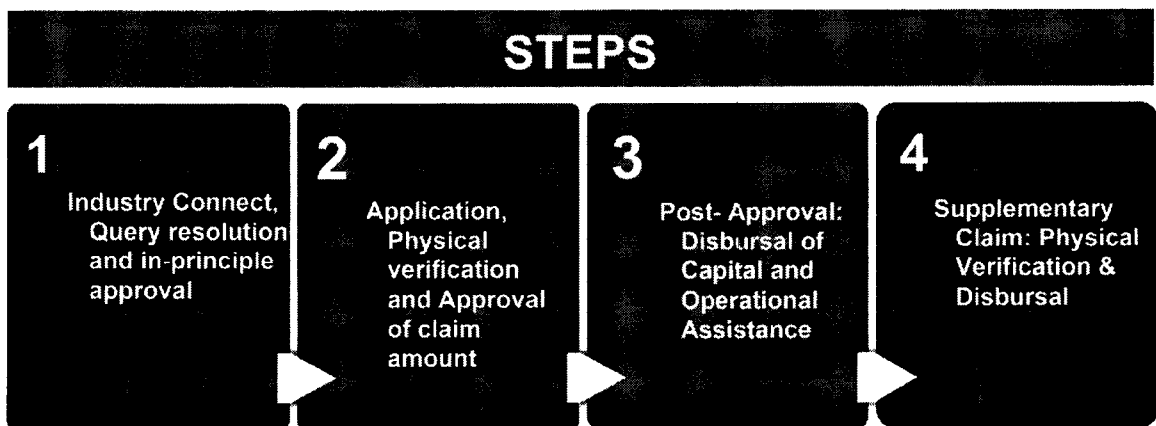 STEPS
1
Industry Connect,
Query resolution
and in-principle
approval
2
Application,
Physical
verification
and Approval
of claim
amount
3
Post- Approval:
Disbursal of
Capital and
Operational
Assistance
4
Supplementary
Claim: Physical
Verification &
Disbursal